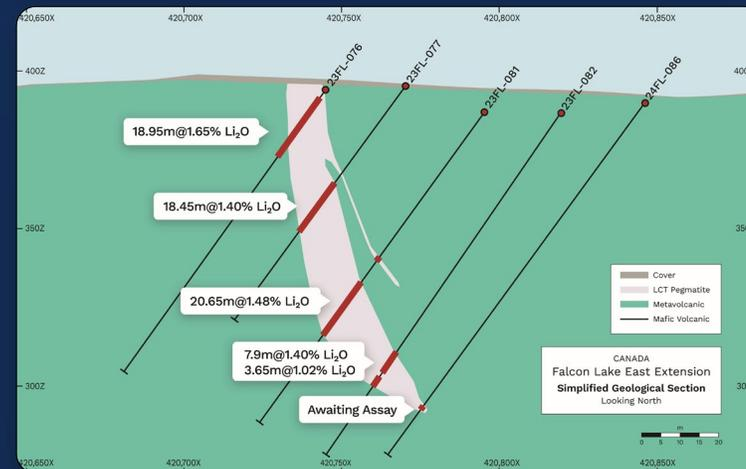 420,650X 420,700X 420,750X 420,800X 420,850X
23FL-076
23FL-077
23FL-081
23FL-082
24FL-086
400Z 400
18.95m@1.65% Li₂O
18.45m@1.40% Li₂O
350Z 350
20.65m@1.48% Li₂O
7.9m@1.40% Li₂O
3.65m@1.02% Li₂O
Awaiting Assay
300Z 30
Cover
LCT Pegmatite
Metavolcanic
Mafic Volcanic
CANADA
Falcon Lake East Extension
Simplified Geological Section
Looking North
m
0 5 10 15 20
420,650X 420,700X 420,750X 420,800X 420,850X